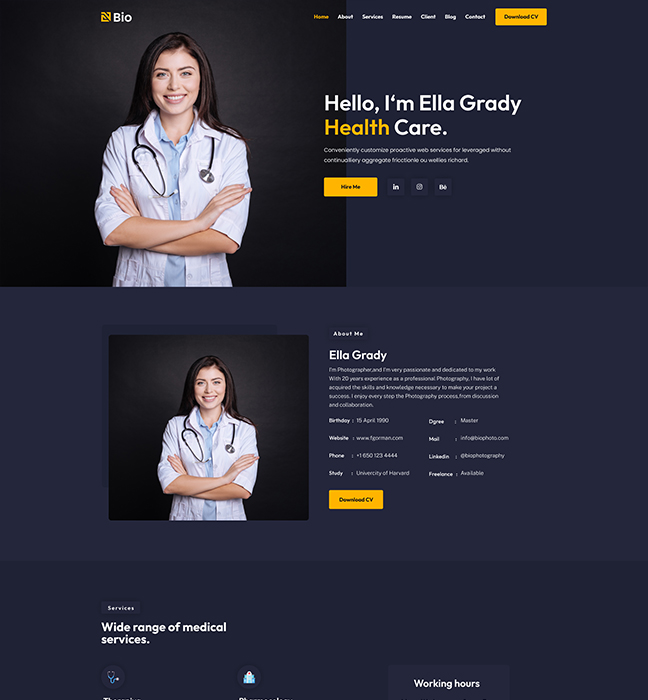 Bio
Home About Services Resume Client Blog Contact Download CV
Hello, I'm Ella Grady
Health Care.
Conveniently customize proactive web services for leveraged without
continualliery aggregate frictionle ou wellies richard.
Hire Me in Bē
About Me
Ella Grady
I'm Photographer,and I'm very passionate and dedicated to my work
With 20 years experience as a professional Photography, I have lot of
acquired the skills and knowledge necessary to make your project a
success. I enjoy every step the Photography process,from discussion
and collaboration.
Birthday : 15 April 1990 Dgree : Master
Website : www.fgorman.com Mail : info@biophoto.com
Phone : +1 650 123 4444 Linkedin : @biophotography
Study : Univercity of Harvard Freelance : Available
Download CV
Services
Wide range of medical
services.
Working hours